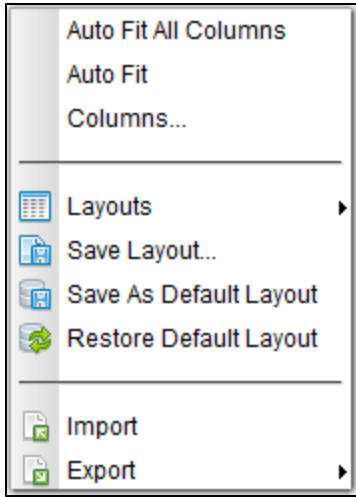 Auto Fit All Columns
Auto Fit
Columns...
Layouts
Save Layout...
Save As Default Layout
Restore Default Layout
Import
Export